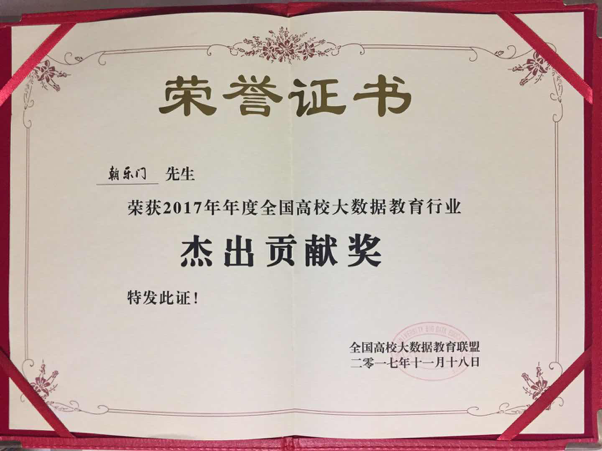 荣誉证书
朝乐门 先生
荣获2017年年度全国高校大数据教育行业
杰出贡献奖
特发此证！
全国高校大数据教育联盟
二零一七年十一月十八日